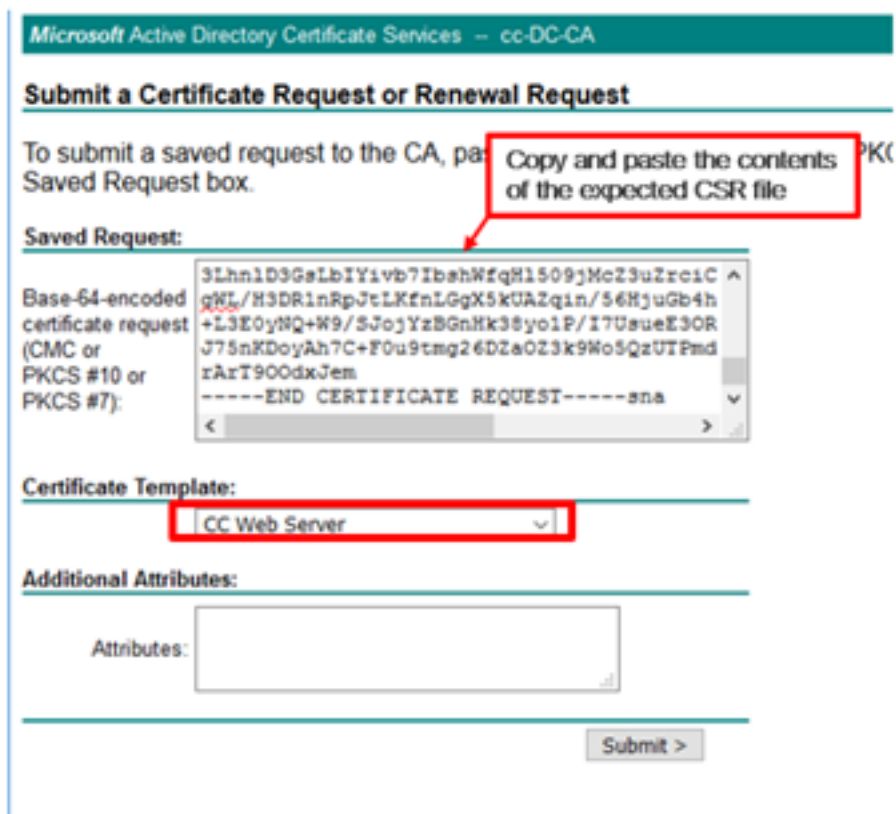 Microsoft Active Directory Certificate Services -- cc-DC-CA
Submit a Certificate Request or Renewal Request
To submit a saved request to the CA, pa
Copy and paste the contents
of the expected CSR file
PK
Saved Request box.
Saved Request:
Base-64-encoded
certificate request
(CMC or
PKCS #10 or
PKCS #7):
3LhnlD3GsLbIYivb7IbshWfqHl509jMcZ3uZrciC
gWL/H3DR1nRpJtLKfnLGgX5kUAZqin/56HjuGb4h
+L3E0yNQ+W9/SJojYzBGnHk38yo1P/I7UsueE3OR
J75nKDoyAh7C+F0u9tmg26DZaOZ3k9Wo5QzUTPmd
rArT9OOdxJem
-----END CERTIFICATE REQUEST-----sna
Certificate Template:
CC Web Server
Additional Attributes:
Attributes:
Submit >